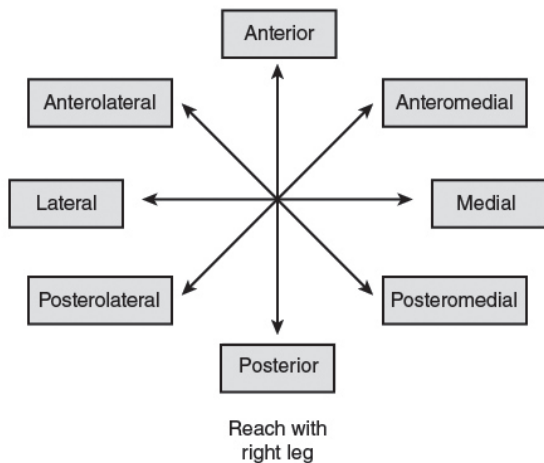 Anterior
Anterolateral
Anteromedial
Lateral
Medial
Posterolateral
Posteromedial
Posterior
Reach with
right leg